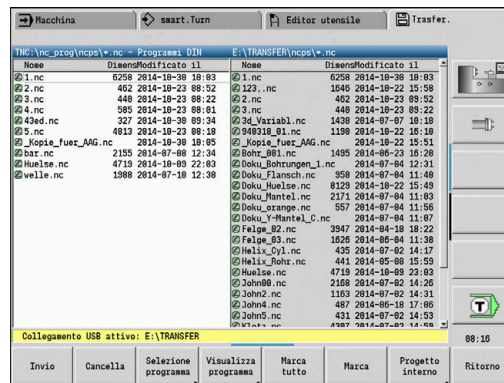 Macchina
smart.Turn
Editor utensile
Trasfer.
TNC:\nc_prog\ncps\*.nc - Programmi DIN
E:\TRANSFER\ncps\*.nc
Nome DimensModificato il
1.nc 6258 2014-10-30 10:03
2.nc 462 2014-10-23 08:52
3.nc 440 2014-10-23 08:22
4.nc 585 2014-10-23 08:01
43ed.nc 327 2014-10-30 09:34
5.nc 4013 2014-10-23 08:10
_Kopie_fuer_AAG.nc 2014-10-30 10:05
bar.nc 2155 2014-07-08 12:34
Huelse.nc 4719 2014-10-09 22:03
welle.nc 1988 2014-07-10 12:30
Nome DimensModificato il
1.nc 6258 2014-10-30 10:03
123,.nc 1646 2014-10-22 15:58
2.nc 462 2014-10-23 09:52
3.nc 440 2014-10-23 09:22
3d_Variabl.nc 1430 2014-07-07 10:10
940318_01.nc 1190 2014-10-22 16:10
_Kopie_fuer_AAG.nc 2014-10-22 15:51
Bohr_001.nc 1495 2014-06-23 16:20
Doku_Bohrungen_1.nc 2014-07-04 12:31
Doku_Flansch.nc 950 2014-07-04 11:40
Doku_Huelse.nc 8129 2014-10-22 15:49
Doku_Mantel.nc 2171 2014-07-04 11:03
Doku_orange.nc 557 2014-07-04 11:56
Doku_Y-Mantel_C.nc 2014-07-04 11:07
Felge_02.nc 3947 2014-04-10 18:22
Felge_03.nc 1626 2014-06-04 11:38
Helix_Cyl.nc 435 2014-07-02 14:17
Helix_Rohr.nc 441 2014-05-08 15:59
Huelse.nc 4719 2014-10-09 23:03
John00.nc 2168 2014-07-02 14:26
John2.nc 1163 2014-07-02 14:31
John4.nc 487 2014-06-18 17:06
John5.nc 431 2014-07-02 14:53
Klotz.nc 4307 2014-07-02 14:59
Collegamento USB attivo: E:\TRANSFER
T
08:16
Invio
Cancella
Selezione programma
Visualizza programma
Marca tutto
Marca
Progetto interno
Ritorno